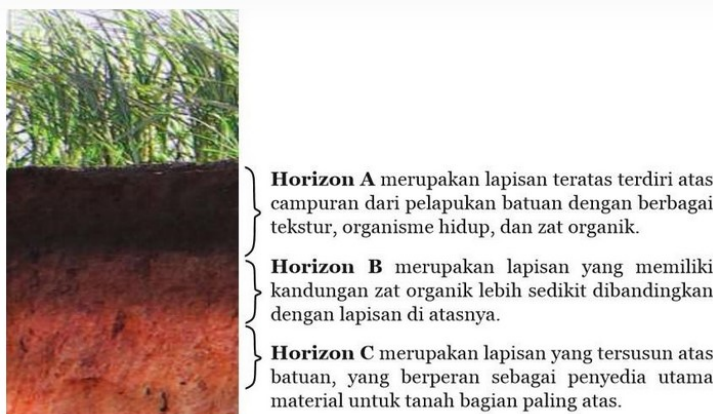 Horizon A merupakan lapisan teratas terdiri atas
campuran dari pelapukan batuan dengan berbagai
tekstur, organisme hidup, dan zat organik.
Horizon B merupakan lapisan yang memiliki
kandungan zat organik lebih sedikit dibandingkan
dengan lapisan di atasnya.
Horizon C merupakan lapisan yang tersusun atas
batuan, yang berperan sebagai penyedia utama
material untuk tanah bagian paling atas.